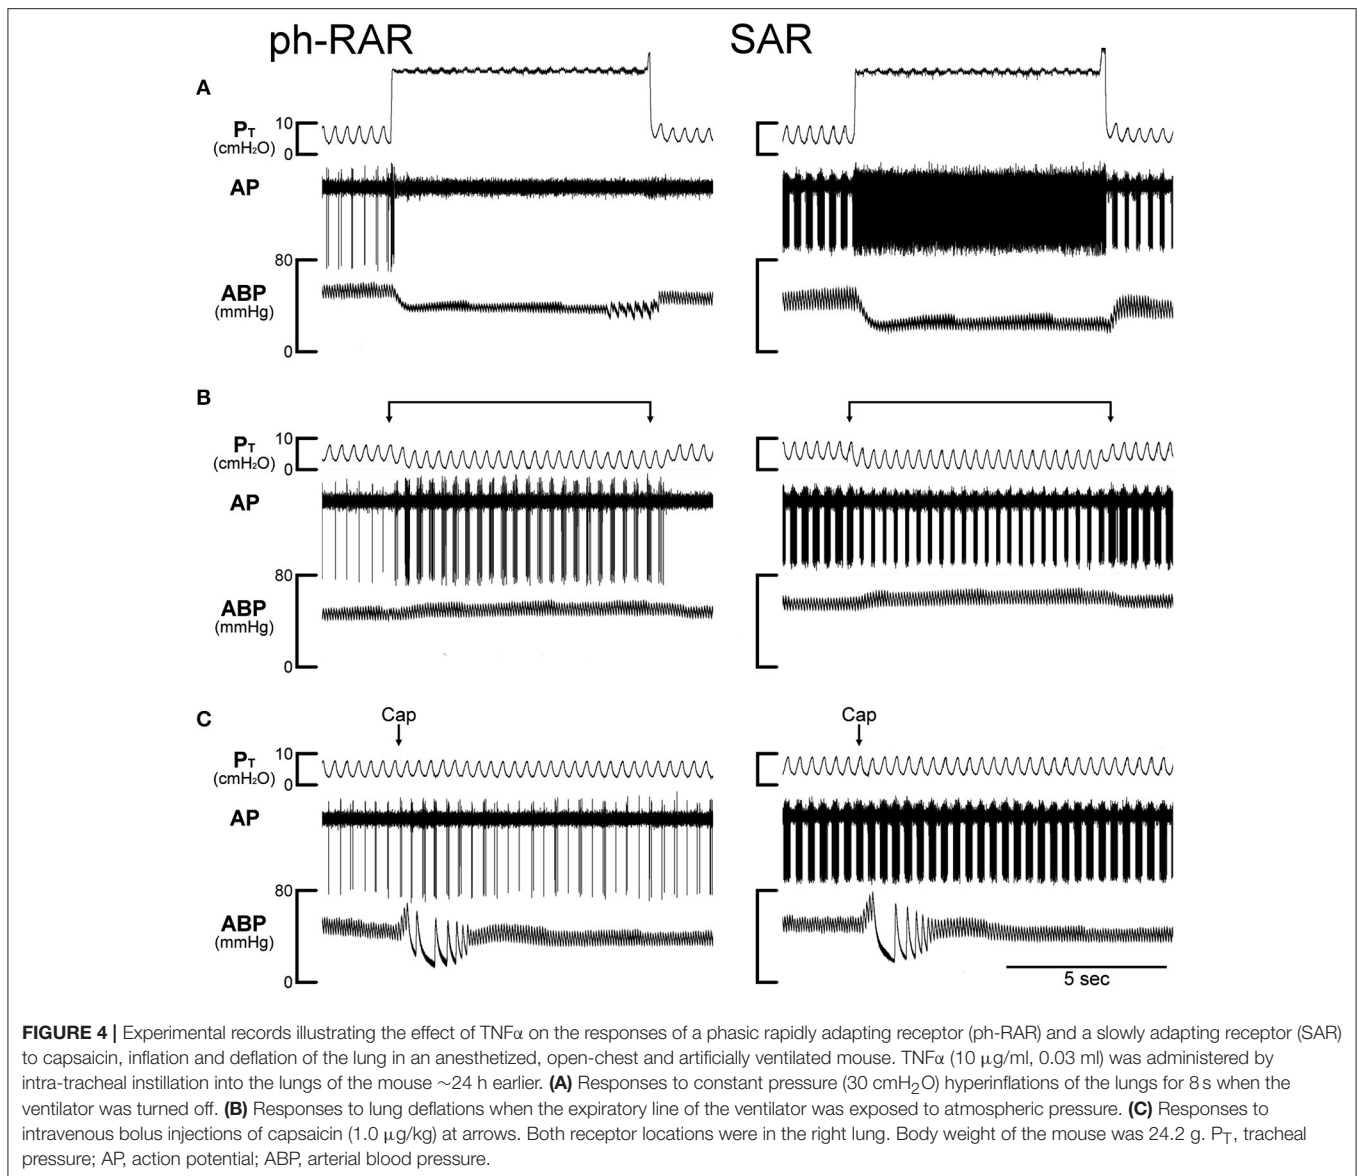 ph-RAR SAR
A
10
PT
(cmH2O)
0
AP
80
ABP
(mmHg)
0
B
10
PT
(cmH2O)
0
AP
80
ABP
(mmHg)
0
C
Cap Cap
10
PT
(cmH2O)
0
AP
80
ABP
(mmHg)
0
5 sec
FIGURE 4 | Experimental records illustrating the effect of TNFα on the responses of a phasic rapidly adapting receptor (ph-RAR) and a slowly adapting receptor (SAR)
to capsaicin, inflation and deflation of the lung in an anesthetized, open-chest and artificially ventilated mouse. TNFα (10 μg/ml, 0.03 ml) was administered by
intra-tracheal instillation into the lungs of the mouse ~24 h earlier. (A) Responses to constant pressure (30 cmH2O) hyperinflations of the lungs for 8 s when the
ventilator was turned off. (B) Responses to lung deflations when the expiratory line of the ventilator was exposed to atmospheric pressure. (C) Responses to
intravenous bolus injections of capsaicin (1.0 μg/kg) at arrows. Both receptor locations were in the right lung. Body weight of the mouse was 24.2 g. PT, tracheal
pressure; AP, action potential; ABP, arterial blood pressure.